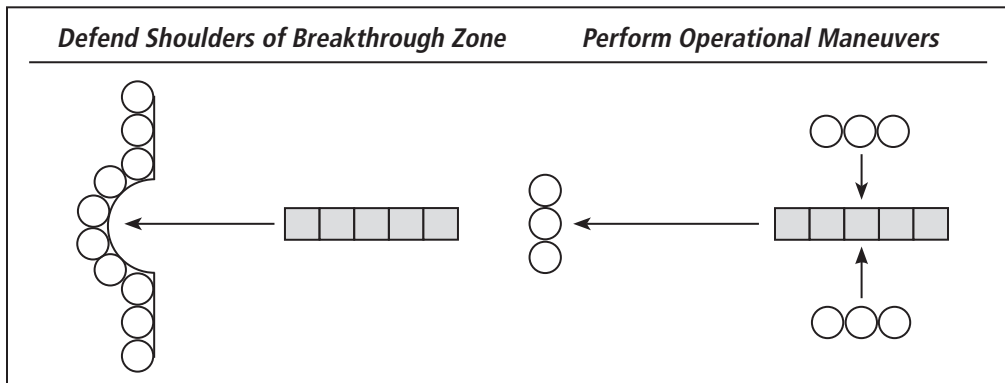 Defend Shoulders of Breakthrough Zone
Perform Operational Maneuvers